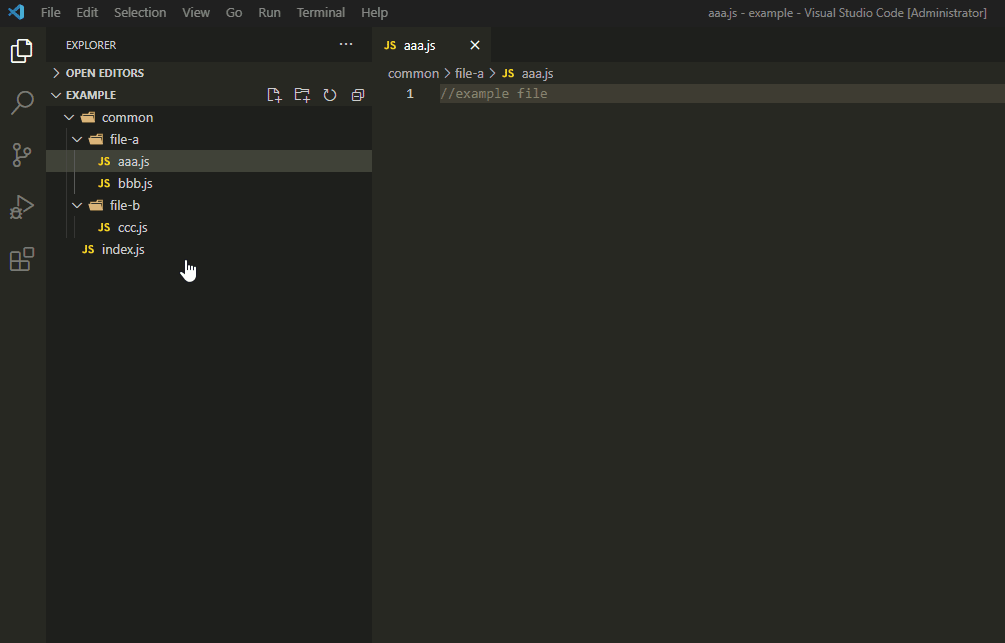 File Edit Selection View Go Run Terminal Help aaa.js - example - Visual Studio Code [Administrator]
EXPLORER ···
OPEN EDITORS
EXAMPLE
common
file-a
JS aaa.js
JS bbb.js
file-b
JS ccc.js
JS index.js
JS aaa.js
common > file-a > JS aaa.js
1 //example file